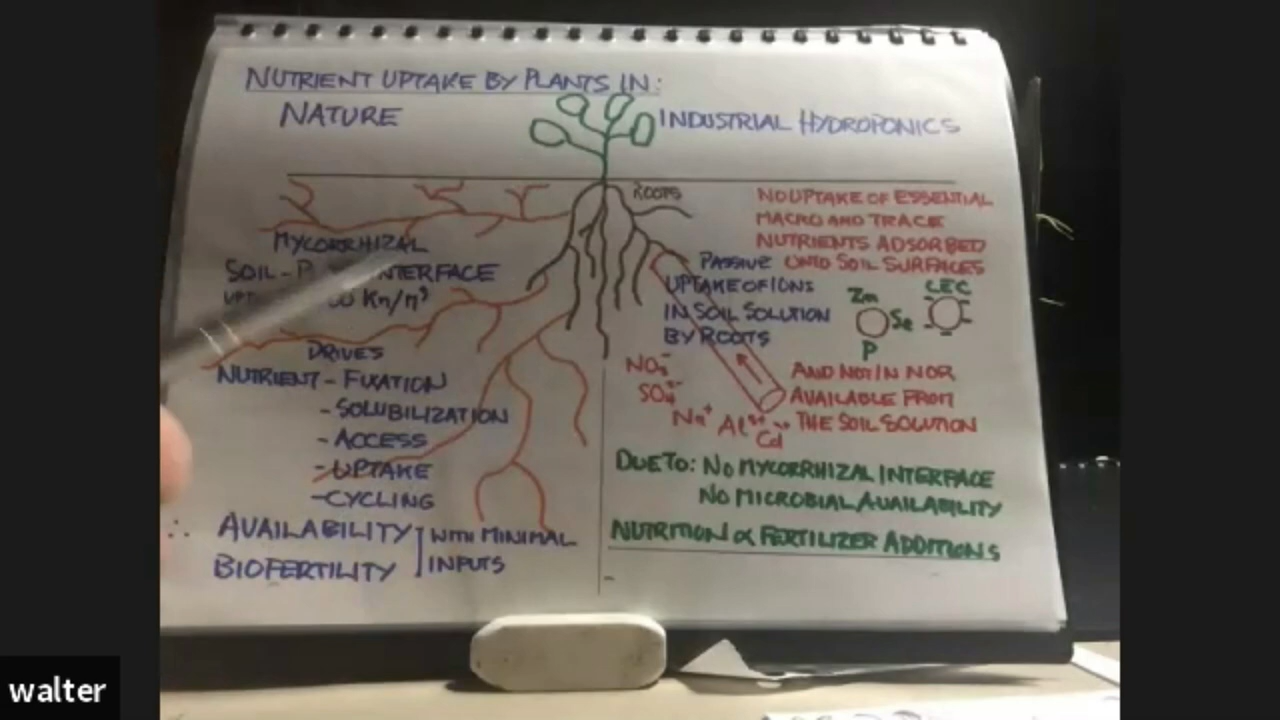 NUTRIENT UPTAKE BY PLANTS IN:
NATURE
INDUSTRIAL HYDROPONICS
ROOTS
MYCORRHIZAL
SOIL-P INTERFACE
Km/m³
DRIVES
NUTRIENT - FIXATION
- SOLUBILIZATION
- ACCESS
- UPTAKE
- CYCLING
∴ AVAILABILITY
BIOFERTILITY
WITH MINIMAL
INPUTS
NO UPTAKE OF ESSENTIAL
MACRO AND TRACE
NUTRIENTS ADSORBED
ONTO SOIL SURFACES
PASSIVE
UPTAKE OF IONS
IN SOIL SOLUTION
BY ROOTS
Zn
Se
P
CEC
NO₃⁻
SO₄²⁻
Na⁺
Al³⁺
Cd
AND NOT IN NOR
AVAILABLE FROM
THE SOIL SOLUTION
DUE TO: NO MYCORRHIZAL INTERFACE
NO MICROBIAL AVAILABILITY
NUTRITION ∝ FERTILIZER ADDITIONS
walter